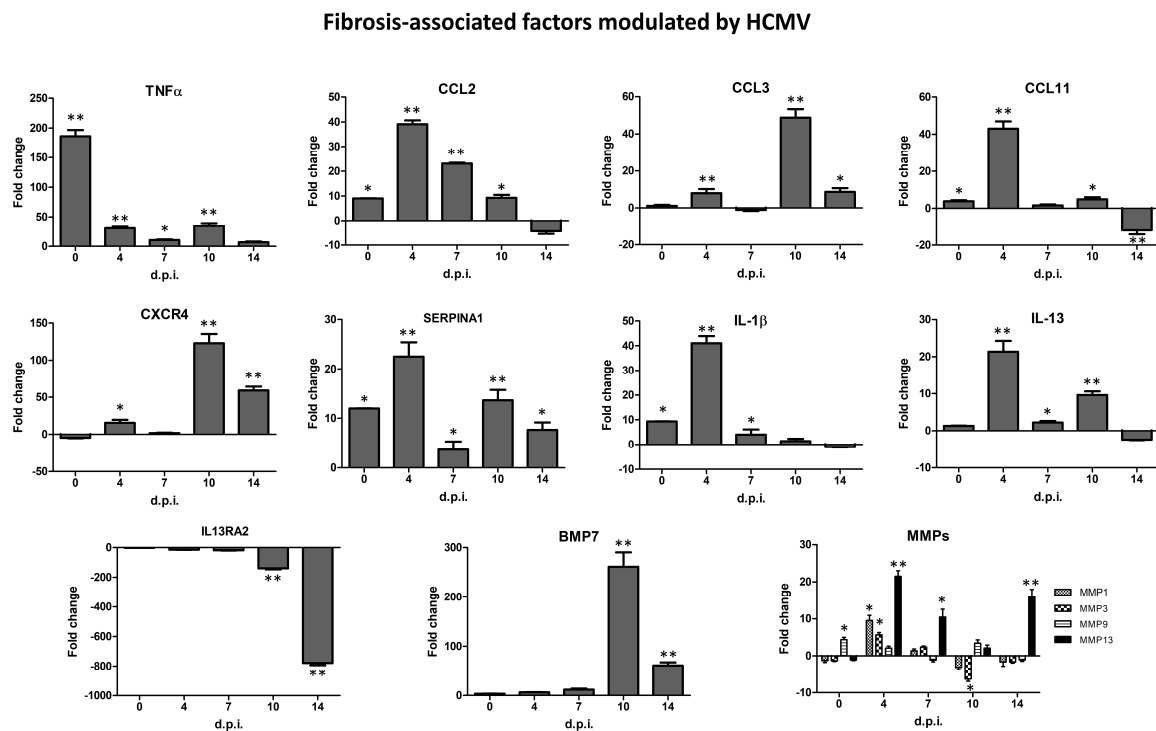 Fibrosis-associated factors modulated by HCMV
TNFα
Fold change
250
200
150
100
50
0
** ** * **
0 4 7 10 14
d.p.i.
CCL2
Fold change
50
40
30
20
10
0
-10
* ** ** *
0 4 7 10 14
d.p.i.
CCL3
Fold change
60
40
20
0
-20
** ** *
0 4 7 10 14
d.p.i.
CCL11
Fold change
60
40
20
0
-20
* ** * **
0 4 7 10 14
d.p.i.
CXCR4
Fold change
150
100
50
0
-50
* ** **
0 4 7 10 14
d.p.i.
SERPINA1
Fold change
30
20
10
0
* ** * ** *
0 4 7 10 14
d.p.i.
IL-1β
Fold change
50
40
30
20
10
0
-10
* ** *
0 4 7 10 14
d.p.i.
IL-13
Fold change
30
20
10
0
-10
** * **
0 4 7 10 14
d.p.i.
IL13RA2
Fold change
0
-200
-400
-600
-800
-1000
** **
0 4 7 10 14
d.p.i.
BMP7
Fold change
300
200
100
0
** **
0 4 7 10 14
d.p.i.
MMPs
Fold change
30
20
10
0
-10
* * * ** * * **
0 4 7 10 14
d.p.i.
MMP1
MMP3
MMP9
MMP13